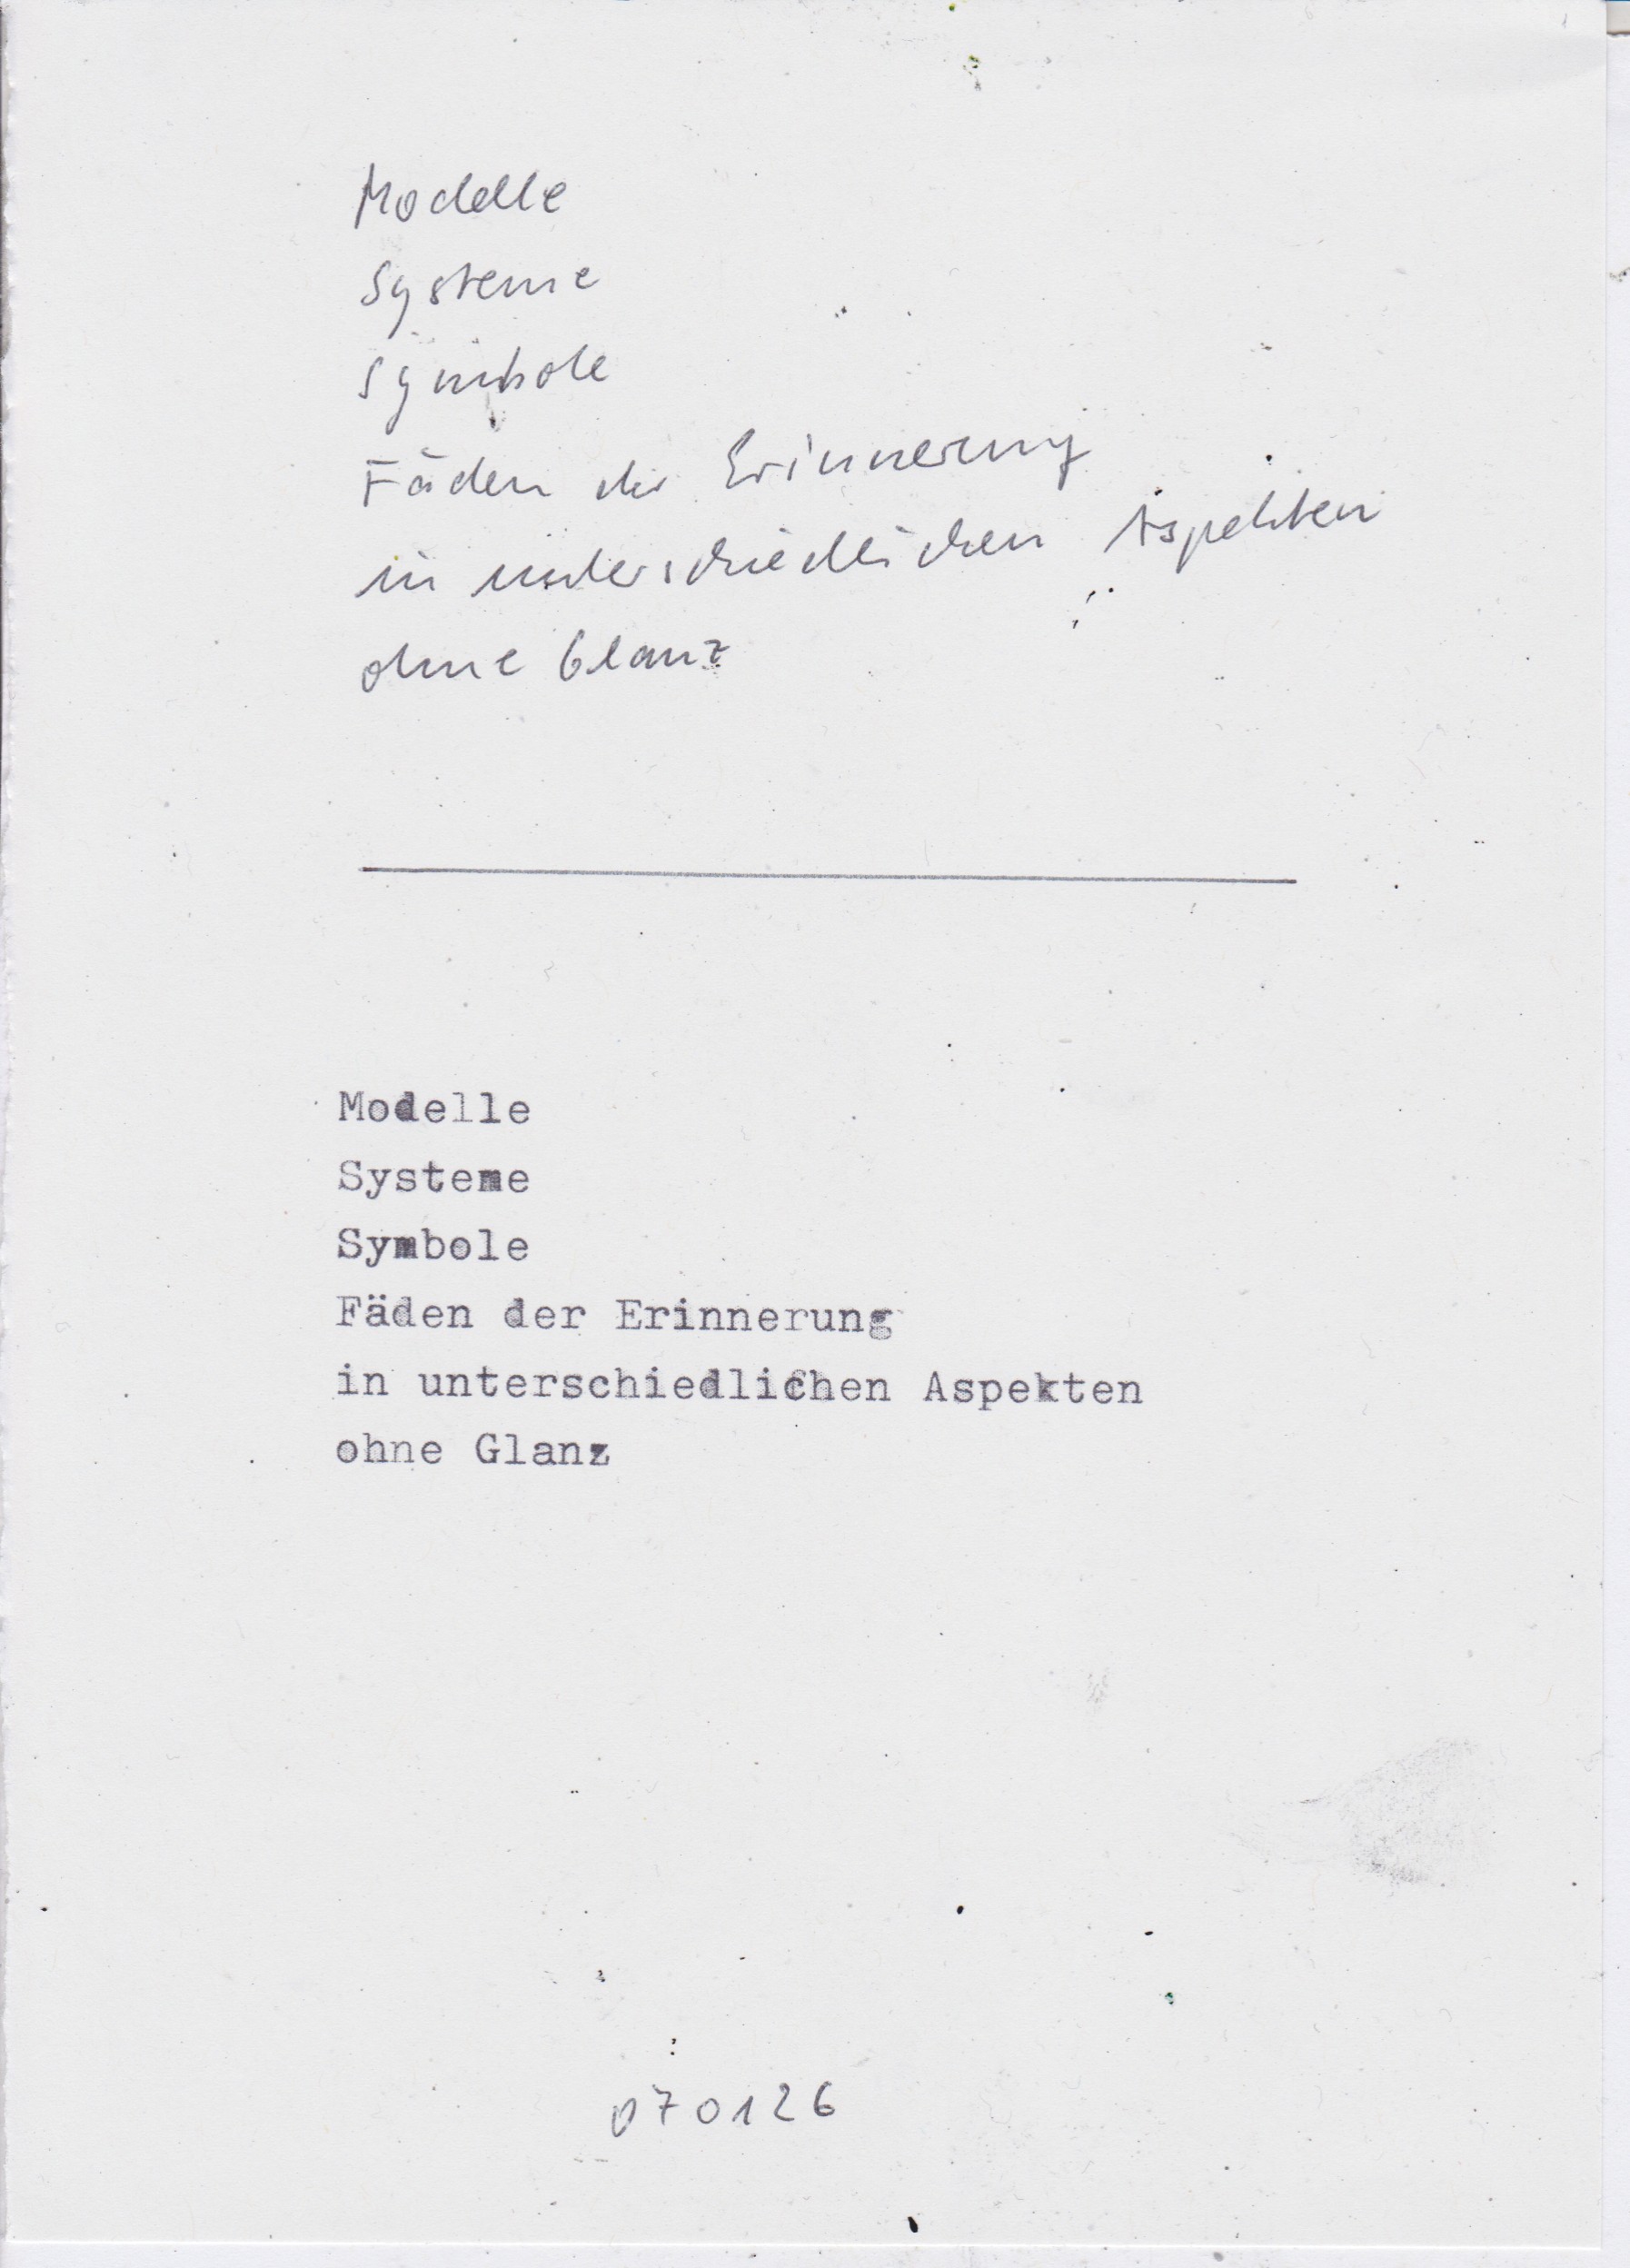 Modelle
Systeme
Symbole
Fäden der Erinnerung
in unterschiedlichen Aspekten
ohne Glanz
Modelle
Systeme
Symbole
Fäden der Erinnerung
in unterschiedlichen Aspekten
ohne Glanz
070126